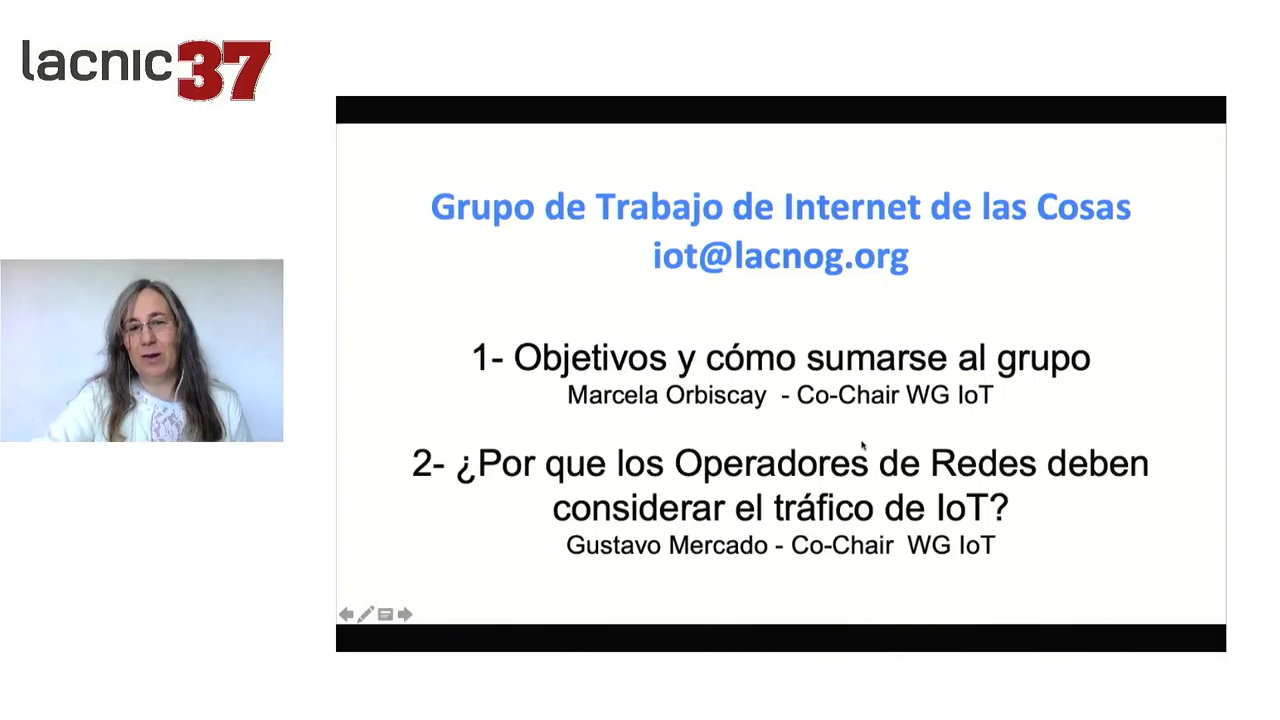 lacnic37
Grupo de Trabajo de Internet de las Cosas
iot@lacnog.org
1- Objetivos y cómo sumarse al grupo
Marcela Orbiscay - Co-Chair WG IoT
2- ¿Por que los Operadores de Redes deben
considerar el tráfico de IoT?
Gustavo Mercado - Co-Chair WG IoT